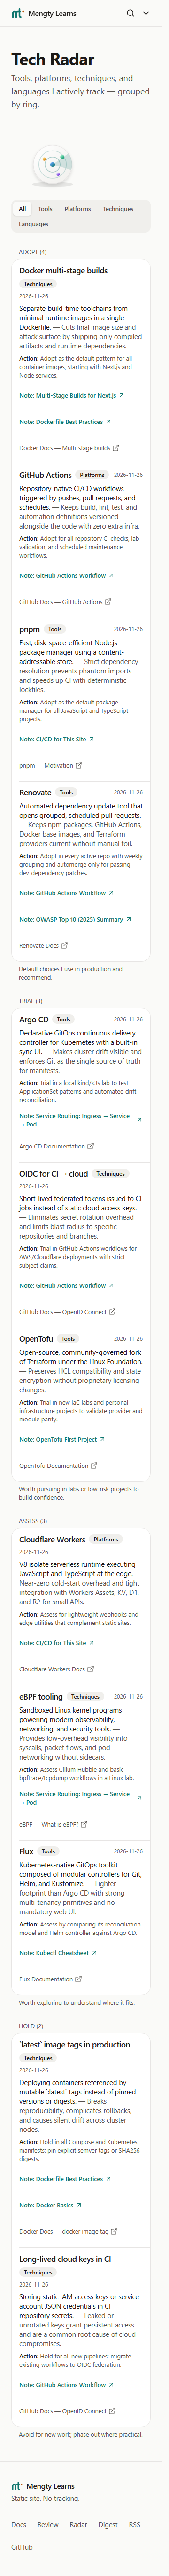 Mengty Learns
Tech Radar
Tools, platforms, techniques, and
languages I actively track — grouped
by ring.
All Tools Platforms Techniques
Languages
ADOPT (4)
Docker multi-stage builds
Techniques
2026-11-26
Separate build-time toolchains from
minimal runtime images in a single
Dockerfile. — Cuts final image size and
attack surface by shipping only compiled
artifacts and runtime dependencies.
Action: Adopt as the default pattern for all
container images, starting with Next.js and
Node services.
Note: Multi-Stage Builds for Next.js
Note: Dockerfile Best Practices
Docker Docs — Multi-stage builds
GitHub Actions Platforms 2026-11-26
Repository-native CI/CD workflows
triggered by pushes, pull requests, and
schedules. — Keeps build, lint, test, and
automation definitions versioned
alongside the code with zero extra infra.
Action: Adopt for all repository CI checks, lab
validation, and scheduled maintenance
workflows.
Note: GitHub Actions Workflow
GitHub Docs — GitHub Actions
pnpm Tools 2026-11-26
Fast, disk-space-efficient Node.js
package manager using a content-
addressable store. — Strict dependency
resolution prevents phantom imports
and speeds up CI with deterministic
lockfiles.
Action: Adopt as the default package
manager for all JavaScript and TypeScript
projects.
Note: CI/CD for This Site
pnpm — Motivation
Renovate Tools 2026-11-26
Automated dependency update tool that
opens grouped, scheduled pull requests.
— Keeps npm packages, GitHub Actions,
Docker base images, and Terraform
providers current without manual toil.
Action: Adopt in every active repo with weekly
grouping and automerge only for passing
dev-dependency patches.
Note: GitHub Actions Workflow
Note: OWASP Top 10 (2025) Summary
Renovate Docs
Default choices I use in production and
recommend.
TRIAL (3)
Argo CD Tools 2026-11-26
Declarative GitOps continuous delivery
controller for Kubernetes with a built-in
sync UI. — Makes cluster drift visible and
enforces Git as the single source of truth
for manifests.
Action: Trial in a local kind/k3s lab to test
ApplicationSet patterns and automated drift
reconciliation.
Note: Service Routing: Ingress → Service
→ Pod
Argo CD Documentation
OIDC for CI → cloud Techniques
2026-11-26
Short-lived federated tokens issued to CI
jobs instead of static cloud access keys.
— Eliminates secret rotation overhead
and limits blast radius to specific
repositories and branches.
Action: Trial in GitHub Actions workflows for
AWS/Cloudflare deployments with strict
subject claims.
Note: GitHub Actions Workflow
GitHub Docs — OpenID Connect
OpenTofu Tools 2026-11-26
Open-source, community-governed fork
of Terraform under the Linux Foundation.
— Preserves HCL compatibility and state
encryption without proprietary licensing
changes.
Action: Trial in new IaC labs and personal
infrastructure projects to validate provider and
module parity.
Note: OpenTofu First Project
OpenTofu Documentation
Worth pursuing in labs or low-risk projects to
build confidence.
ASSESS (3)
Cloudflare Workers Platforms
2026-11-26
V8 isolate serverless runtime executing
JavaScript and TypeScript at the edge. —
Near-zero cold-start overhead and tight
integration with Workers Assets, KV, D1,
and R2 for small APIs.
Action: Assess for lightweight webhooks and
edge utilities that complement static sites.
Note: CI/CD for This Site
Cloudflare Workers Docs
eBPF tooling Techniques 2026-11-26
Sandboxed Linux kernel programs
powering modern observability,
networking, and security tools. —
Provides low-overhead visibility into
syscalls, packet flows, and pod
networking without sidecars.
Action: Assess Cilium Hubble and basic
bpftrace/tcpdump workflows in a Linux lab.
Note: Service Routing: Ingress → Service
→ Pod
eBPF — What is eBPF?
Flux Tools 2026-11-26
Kubernetes-native GitOps toolkit
composed of modular controllers for Git,
Helm, and Kustomize. — Lighter
footprint than Argo CD with strong
multi-tenancy primitives and no
mandatory web UI.
Action: Assess by comparing its reconciliation
model and Helm controller against Argo CD.
Note: Kubectl Cheatsheet
Flux Documentation
Worth exploring to understand where it fits.
HOLD (2)
`latest` image tags in production
Techniques
2026-11-26
Deploying containers referenced by
mutable `latest` tags instead of pinned
versions or digests. — Breaks
reproducibility, complicates rollbacks,
and causes silent drift across cluster
nodes.
Action: Hold in all Compose and Kubernetes
manifests; pin explicit semver tags or SHA256
digests.
Note: Dockerfile Best Practices
Note: Docker Basics
Docker Docs — docker image tag
Long-lived cloud keys in CI
Techniques
2026-11-26
Storing static IAM access keys or service-
account JSON credentials in CI
repository secrets. — Leaked or
unrotated keys grant persistent access
and are a common root cause of cloud
compromises.
Action: Hold for all new pipelines; migrate
existing workflows to OIDC federation.
Note: GitHub Actions Workflow
GitHub Docs — OpenID Connect
Avoid for new work; phase out where practical.
Mengty Learns
Static site. No tracking.
Docs Review Radar Digest RSS
GitHub